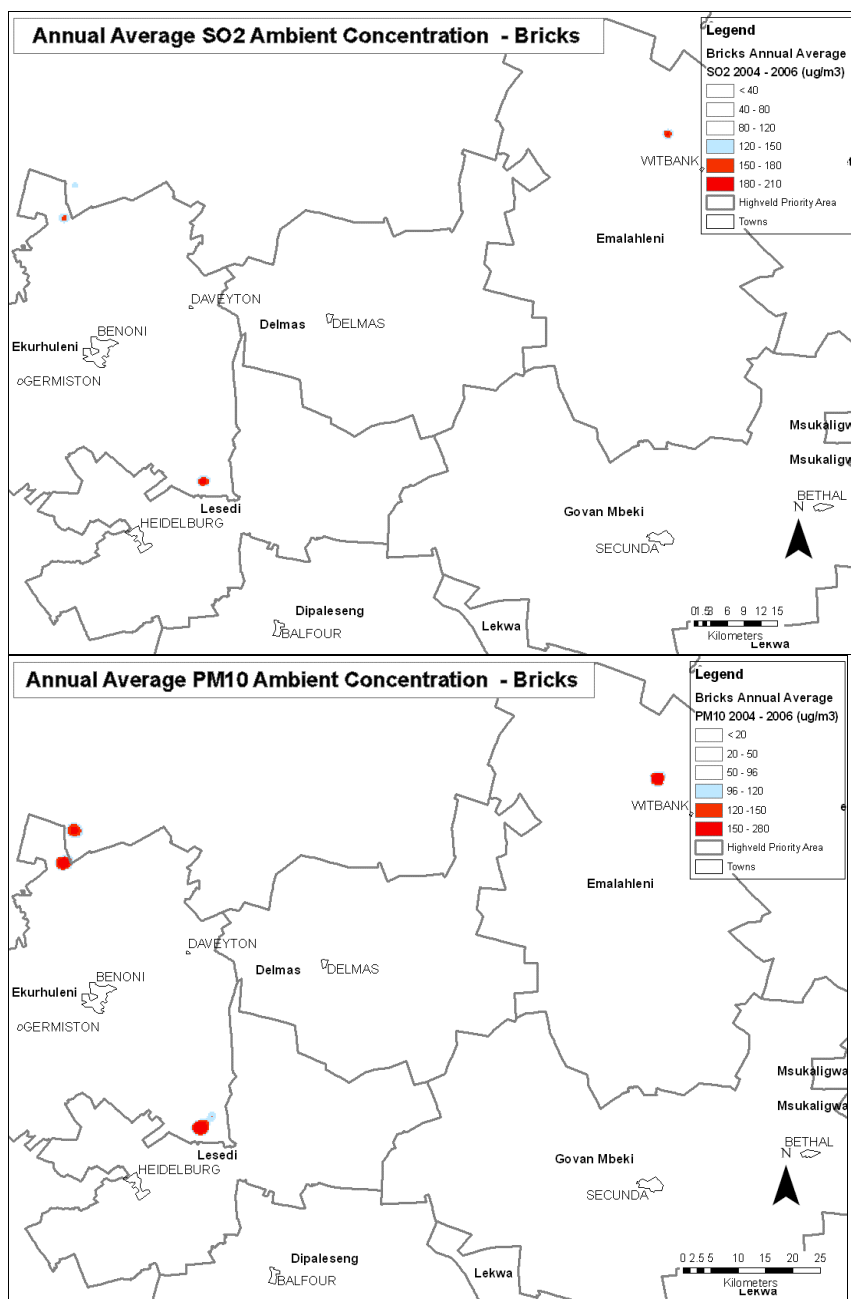 Annual Average SO2 Ambient Concentration - Bricks
Legend
Bricks Annual Average
SO2 2004 - 2006 (ug/m3)
< 40
40 - 80
80 - 120
120 - 150
150 - 180
180 - 210
Highveld Priority Area
Towns
WITBANK
Emalahleni
DAVEYTON
BENONI
Delmas
DELMAS
Ekurhuleni
GERMISTON
Msukaligw
Msukaligw
BETHAL
Lesedi
HEIDELBURG
Govan Mbeki
SECUNDA
N
Dipaleseng
BALFOUR
Lekwa
01.53 6 9 12 15
Kilometers
Lekwa
Annual Average PM10 Ambient Concentration - Bricks
Legend
Bricks Annual Average
PM10 2004 - 2006 (ug/m3)
< 20
20 - 50
50 - 96
96 - 120
120 -150
150 - 280
Highveld Priority Area
Towns
WITBANK
e
Emalahleni
DAVEYTON
BENONI
Delmas
DELMAS
Ekurhuleni
GERMISTON
Msukaligwa
Msukaligwa
BETHAL
Lesedi
HEIDELBURG
Govan Mbeki
SECUNDA
N
Dipaleseng
BALFOUR
Lekwa
0 2.5 5 10 15 20 25
Kilometers
Lekwa